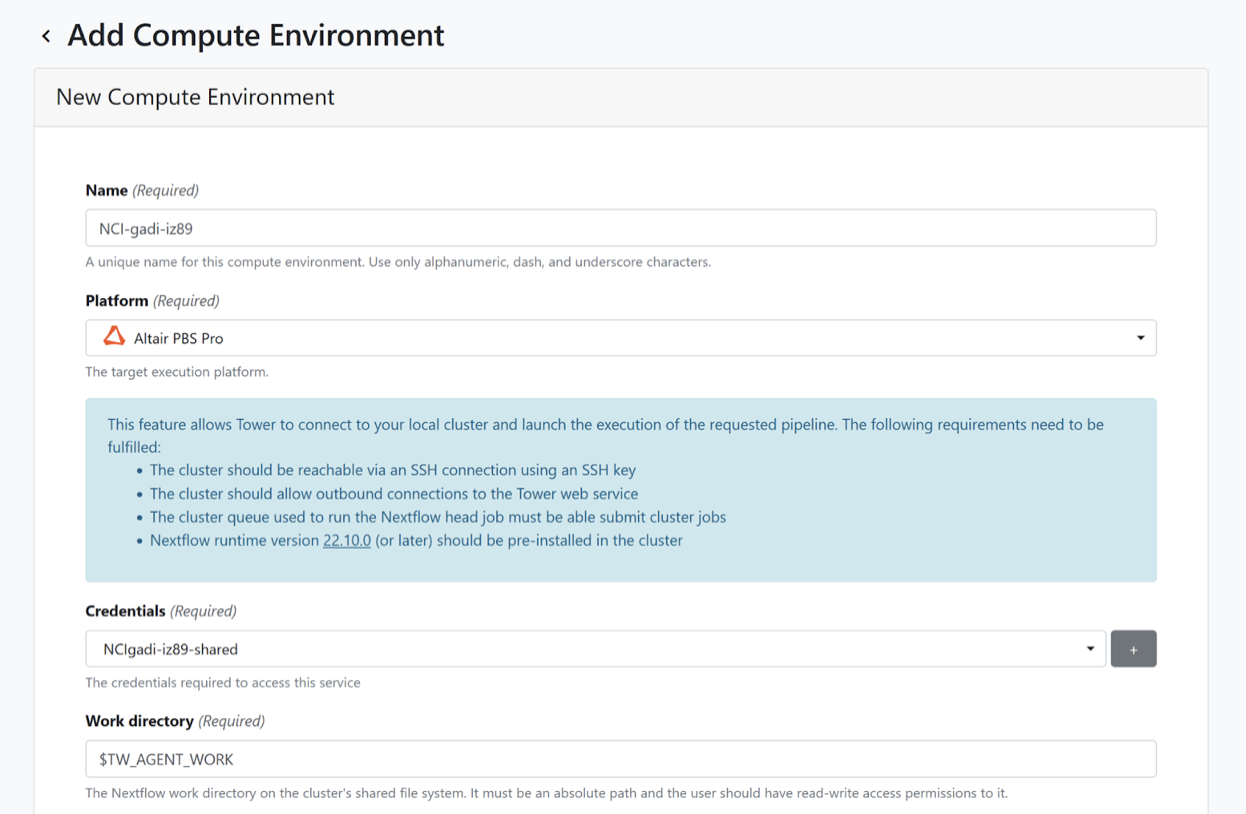 Add Compute Environment
New Compute Environment
Name (Required)
NCI-gadi-iz89
A unique name for this compute environment. Use only alphanumeric, dash, and underscore characters.
Platform (Required)
Altair PBS Pro
The target execution platform.
This feature allows Tower to connect to your local cluster and launch the execution of the requested pipeline. The following requirements need to be
fulfilled:
• The cluster should be reachable via an SSH connection using an SSH key
• The cluster should allow outbound connections to the Tower web service
• The cluster queue used to run the Nextflow head job must be able submit cluster jobs
• Nextflow runtime version 22.10.0 (or later) should be pre-installed in the cluster
Credentials (Required)
NCIgadi-iz89-shared
+
The credentials required to access this service
Work directory (Required)
$TW_AGENT_WORK
The Nextflow work directory on the cluster's shared file system. It must be an absolute path and the user should have read-write access permissions to it.